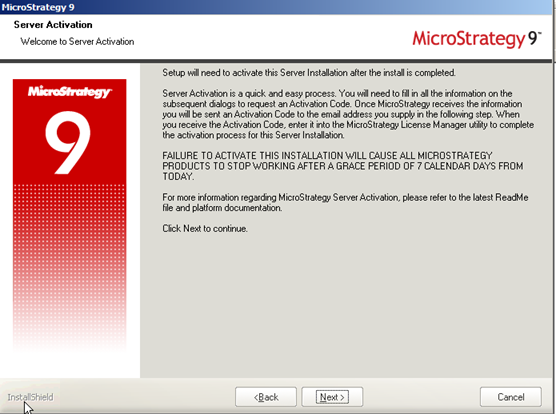 MicroStrategy 9
Server Activation
Welcome to Server Activation
MicroStrategy 9™
MicroStrategy
9
Setup will need to activate this Server Installation after the install is completed.
Server Activation is a quick and easy process. You will need to fill in all the information on the
subsequent dialogs to request an Activation Code. Once MicroStrategy receives the information
you will be sent an Activation Code to the email address you supply in the following step. When
you receive the Activation Code, enter it into the MicroStrategy License Manager utility to complete
the activation process for this Server Installation.
FAILURE TO ACTIVATE THIS INSTALLATION WILL CAUSE ALL MICROSTRATEGY
PRODUCTS TO STOP WORKING AFTER A GRACE PERIOD OF 7 CALENDAR DAYS FROM
TODAY.
For more information regarding MicroStrategy Server Activation, please refer to the latest ReadMe
file and platform documentation.
Click Next to continue.
InstallShield
<Back
Next >
Cancel